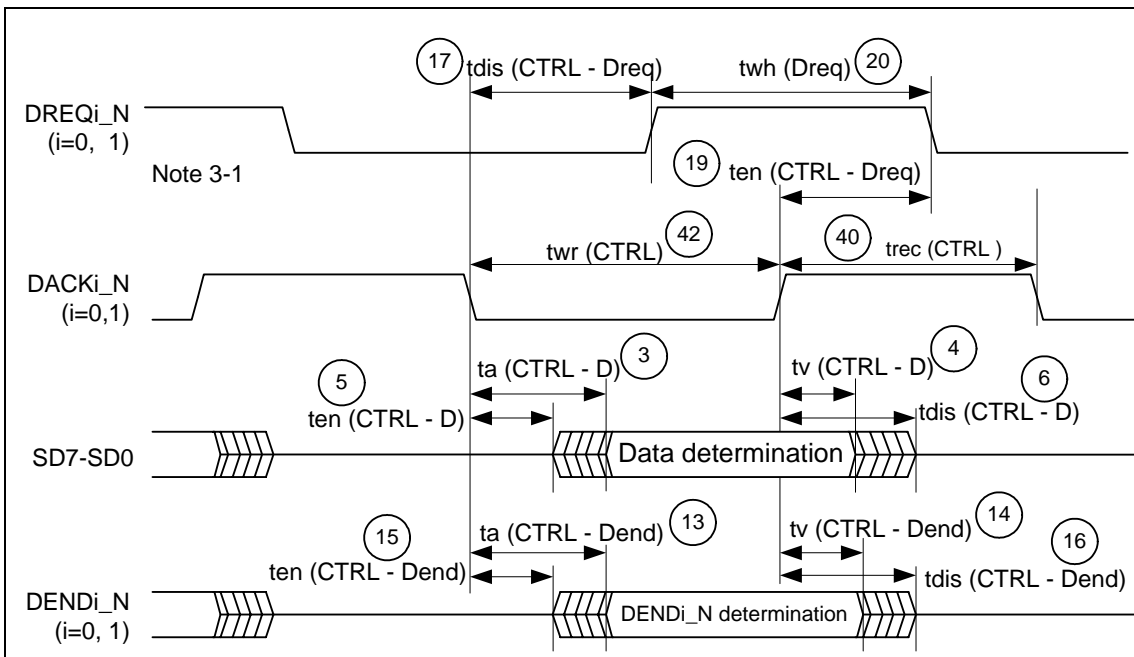 17 tdis (CTRL - Dreq) twh (Dreq) 20
DREQi_N
(i=0, 1)
Note 3-1
19 ten (CTRL - Dreq)
twr (CTRL) 42 40 trec (CTRL )
DACKi_N
(i=0,1)
ta (CTRL - D) 3 tv (CTRL - D) 4
5 ten (CTRL - D) tdis (CTRL - D) 6
SD7-SD0 Data determination
ta (CTRL - Dend) 13 tv (CTRL - Dend) 14
15 ten (CTRL - Dend) tdis (CTRL - Dend) 16
DENDi_N DENDi_N determination
(i=0, 1)